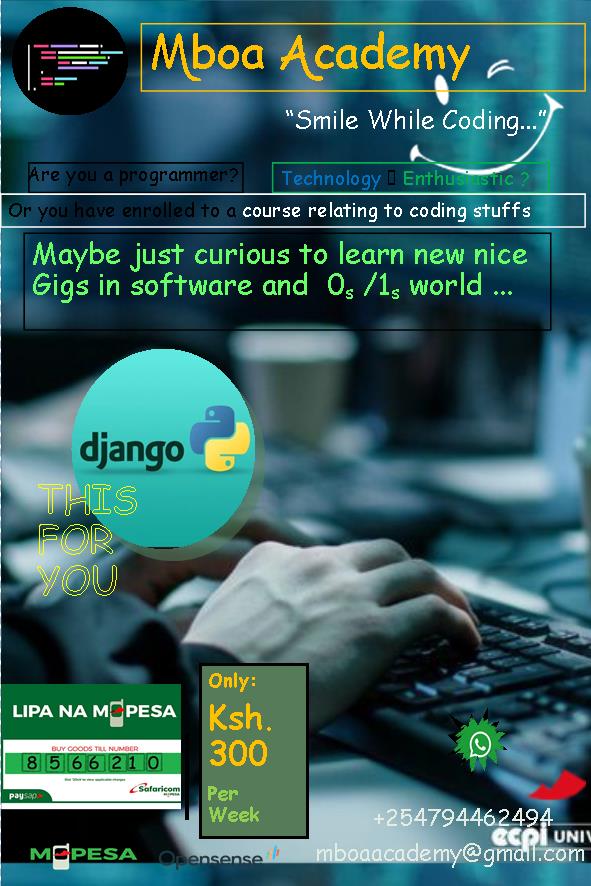 Mboa Academy
“Smile While Coding...”
Are you a programmer?
Technology Enthusiastic ?
Or you have enrolled to a course relating to coding stuffs
Maybe just curious to learn new nice
Gigs in software and 0s /1s world ...
django
THIS
FOR
YOU
LIPA NA M-PESA
BUY GOODS TILL NUMBER
8 5 6 6 2 1 0
paysap
Safaricom
M-PESA
Only:
Ksh.
300
Per
Week
+254794462494
ecpi UNIV
mboaacademy@gmail.com
M-PESA
Opensense